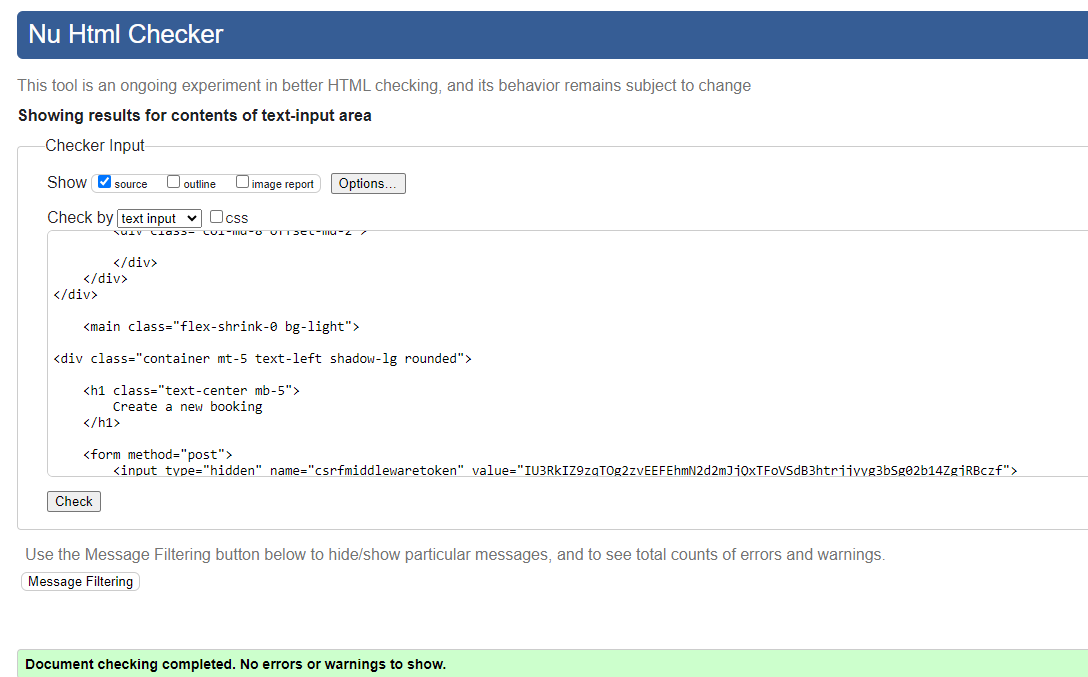 Nu Html Checker
This tool is an ongoing experiment in better HTML checking, and its behavior remains subject to change
Showing results for contents of text-input area
Checker Input
Show source outline image report Options...
Check by text input css
<div class="col-md-8 offset-md-2">
</div>
</div>
</div>
<main class="flex-shrink-0 bg-light">
<div class="container mt-5 text-left shadow-lg rounded">
<h1 class="text-center mb-5">
Create a new booking
</h1>
<form method="post">
<input type="hidden" name="csrfmiddlewaretoken" value="IU3RkIZ9zqTOg2zvEEFEhmN2d2mJjQxTFoVSdB3htrjjyvg3bSg02b14ZgjRBczf">
Check
Use the Message Filtering button below to hide/show particular messages, and to see total counts of errors and warnings.
Message Filtering
Document checking completed. No errors or warnings to show.